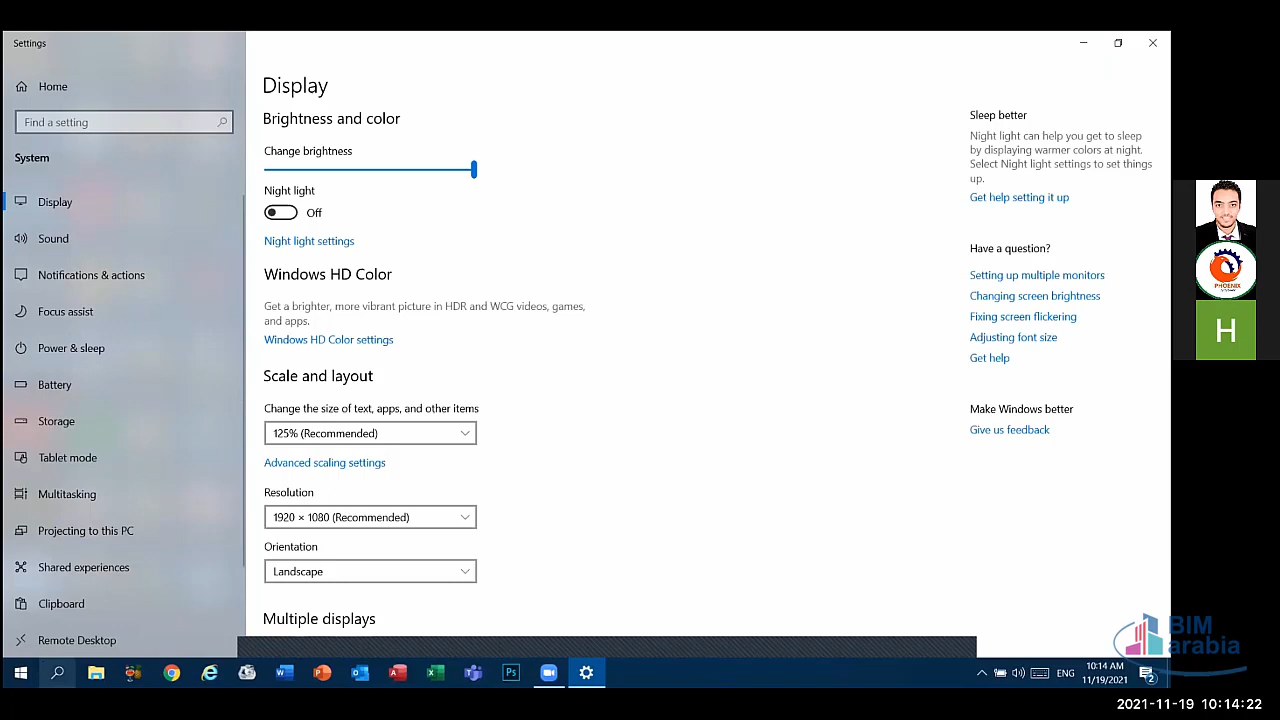 Settings
Home
Find a setting
System
Display
Sound
Notifications & actions
Focus assist
Power & sleep
Battery
Storage
Tablet mode
Multitasking
Projecting to this PC
Shared experiences
Clipboard
Remote Desktop
Display
Brightness and color
Change brightness
Night light
Off
Night light settings
Windows HD Color
Get a brighter, more vibrant picture in HDR and WCG videos, games,
and apps.
Windows HD Color settings
Scale and layout
Change the size of text, apps, and other items
125% (Recommended)
Advanced scaling settings
Resolution
1920 × 1080 (Recommended)
Orientation
Landscape
Multiple displays
Sleep better
Night light can help you get to sleep
by displaying warmer colors at night.
Select Night light settings to set things
up.
Get help setting it up
Have a question?
Setting up multiple monitors
Changing screen brightness
Fixing screen flickering
Adjusting font size
Get help
Make Windows better
Give us feedback
PHOENIX
H
BIM
arabia
Ps
ENG
10:14 AM
11/19/2021
2
2021-11-19 10:14:22